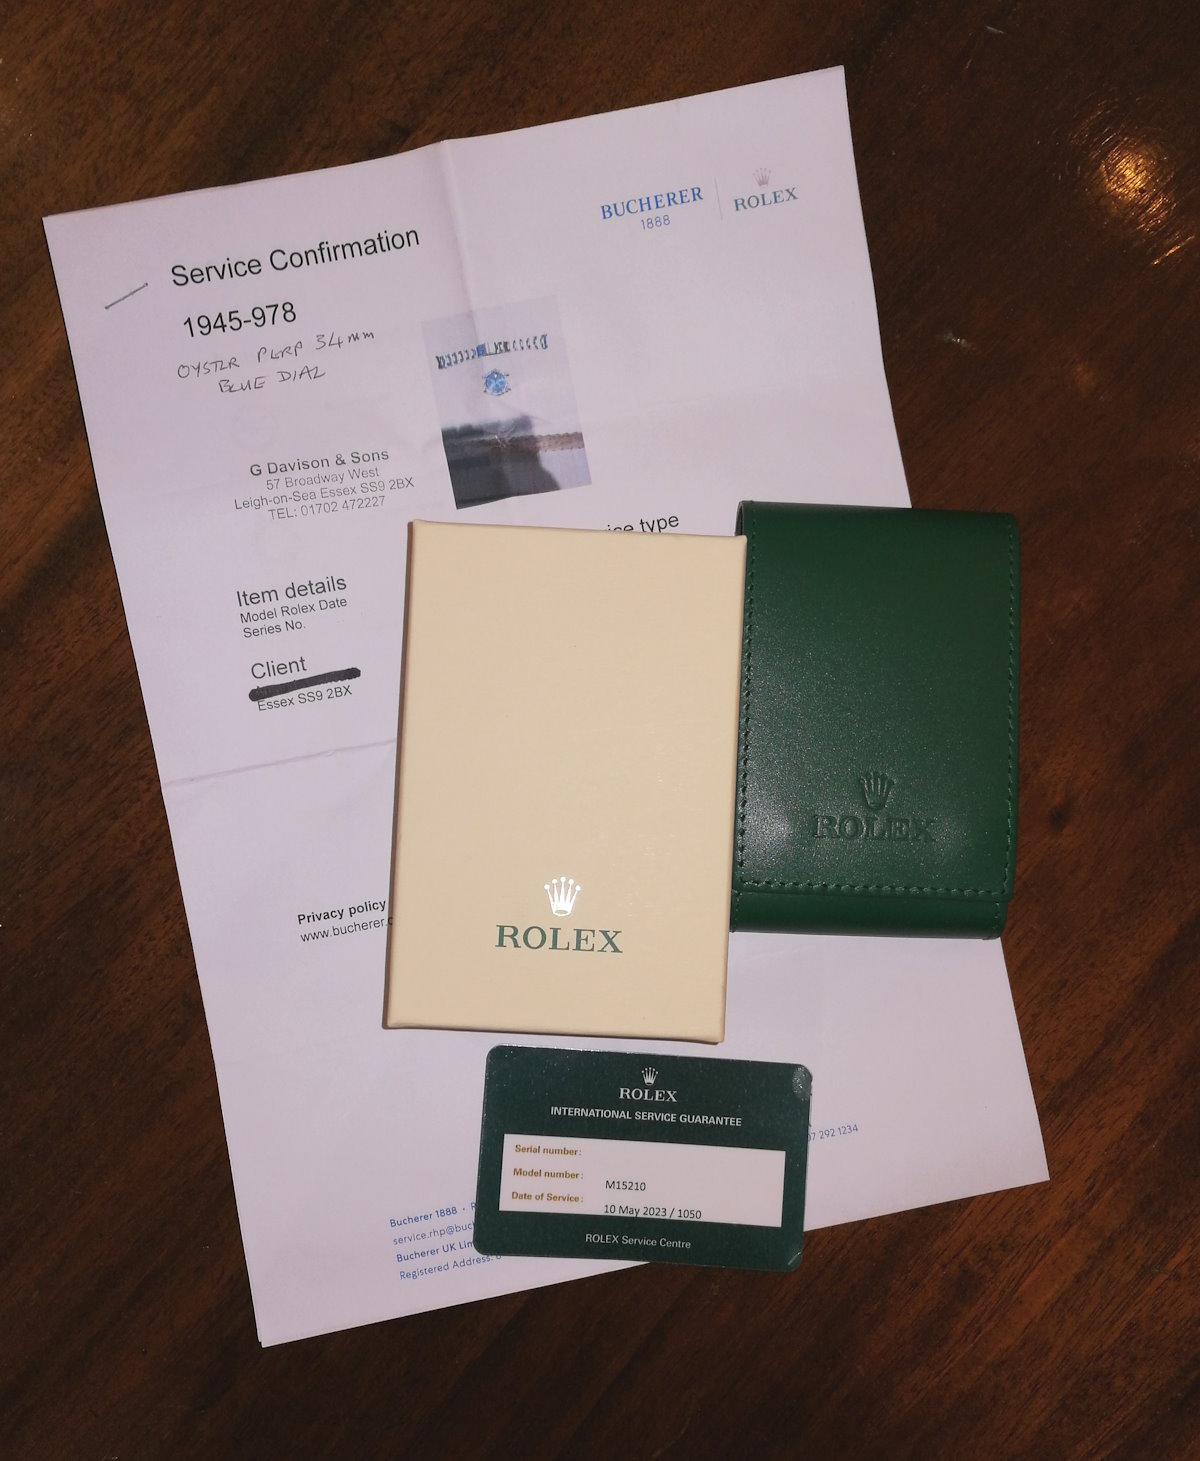 BUCHERER
1888
ROLEX
Service Confirmation
1945-978
OYSTER PERP 34mm
BLUE DIAL
G Davison & Sons
57 Broadway West
Leigh-on-Sea Essex SS9 2BX
TEL: 01702 472227
type
Item details
Model Rolex Date
Series No.
Client
Essex SS9 2BX
Privacy policy
www.bucherer.
ROLEX
ROLEX
ROLEX
INTERNATIONAL SERVICE GUARANTEE
Serial number:
Model number: M15210
Date of Service: 10 May 2023 / 1050
ROLEX Service Centre
292 1234
Bucherer 1888
service.rhp@buc
Bucherer UK Lim
Registered Address: